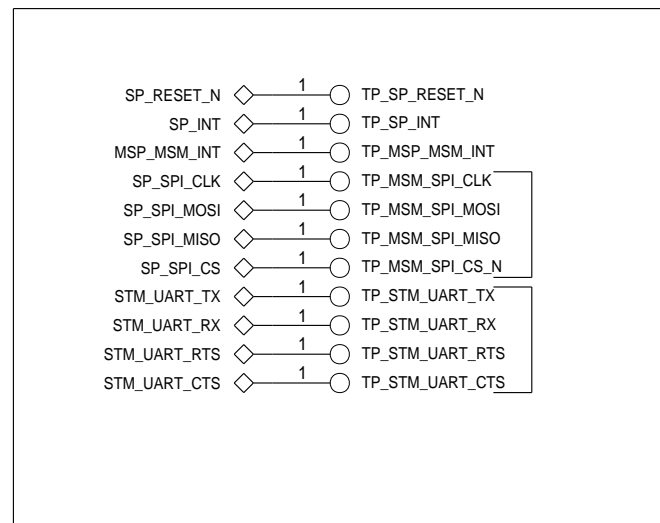 SP_RESET_N 1 TP_SP_RESET_N
SP_INT 1 TP_SP_INT
MSP_MSM_INT 1 TP_MSP_MSM_INT
SP_SPI_CLK 1 TP_MSM_SPI_CLK
SP_SPI_MOSI 1 TP_MSM_SPI_MOSI
SP_SPI_MISO 1 TP_MSM_SPI_MISO
SP_SPI_CS 1 TP_MSM_SPI_CS_N
STM_UART_TX 1 TP_STM_UART_TX
STM_UART_RX 1 TP_STM_UART_RX
STM_UART_RTS 1 TP_STM_UART_RTS
STM_UART_CTS 1 TP_STM_UART_CTS